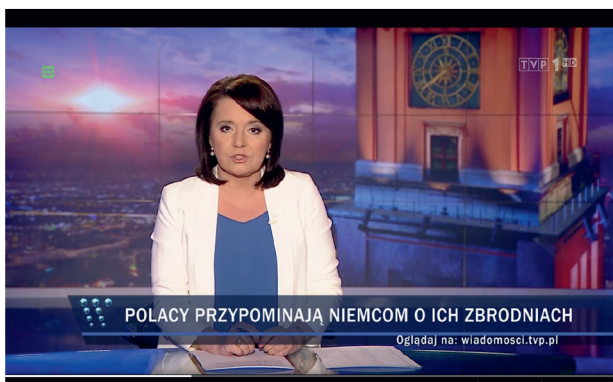 TVP 1 HD
POLACY PRZYPOMINAJĄ NIEMCOM O ICH ZBRODNIACH
Oglądaj na: wiadomosci.tvp.pl